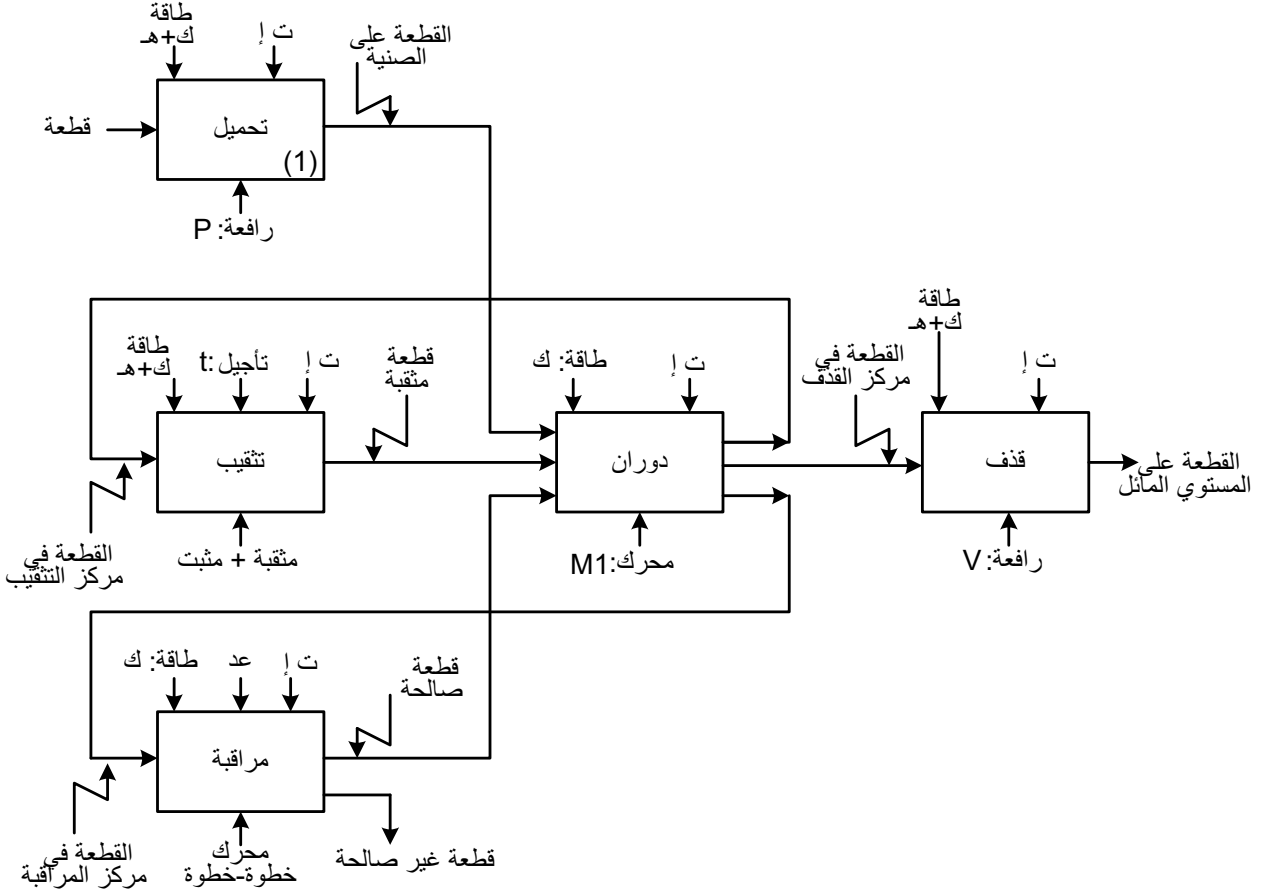 طاقة
ك+هـ
ت إ
القطعة على
الصنية
قطعة
تحميل
(1)
رافعة: P
طاقة
ك+هـ
تأجيل :t
ت إ
قطعة
مثقبة
طاقة: ك
ت إ
القطعة في
مركز القذف
طاقة
ك+هـ
ت إ
تثقيب
دوران
قذف
القطعة على
المستوي المائل
القطعة في
مركز التثقيب
مثقبة + مثبت
محرك:M1
رافعة: V
طاقة: ك
عد
ت إ
قطعة
صالحة
مراقبة
القطعة في
مركز المراقبة
محرك
خطوة-خطوة
قطعة غير صالحة